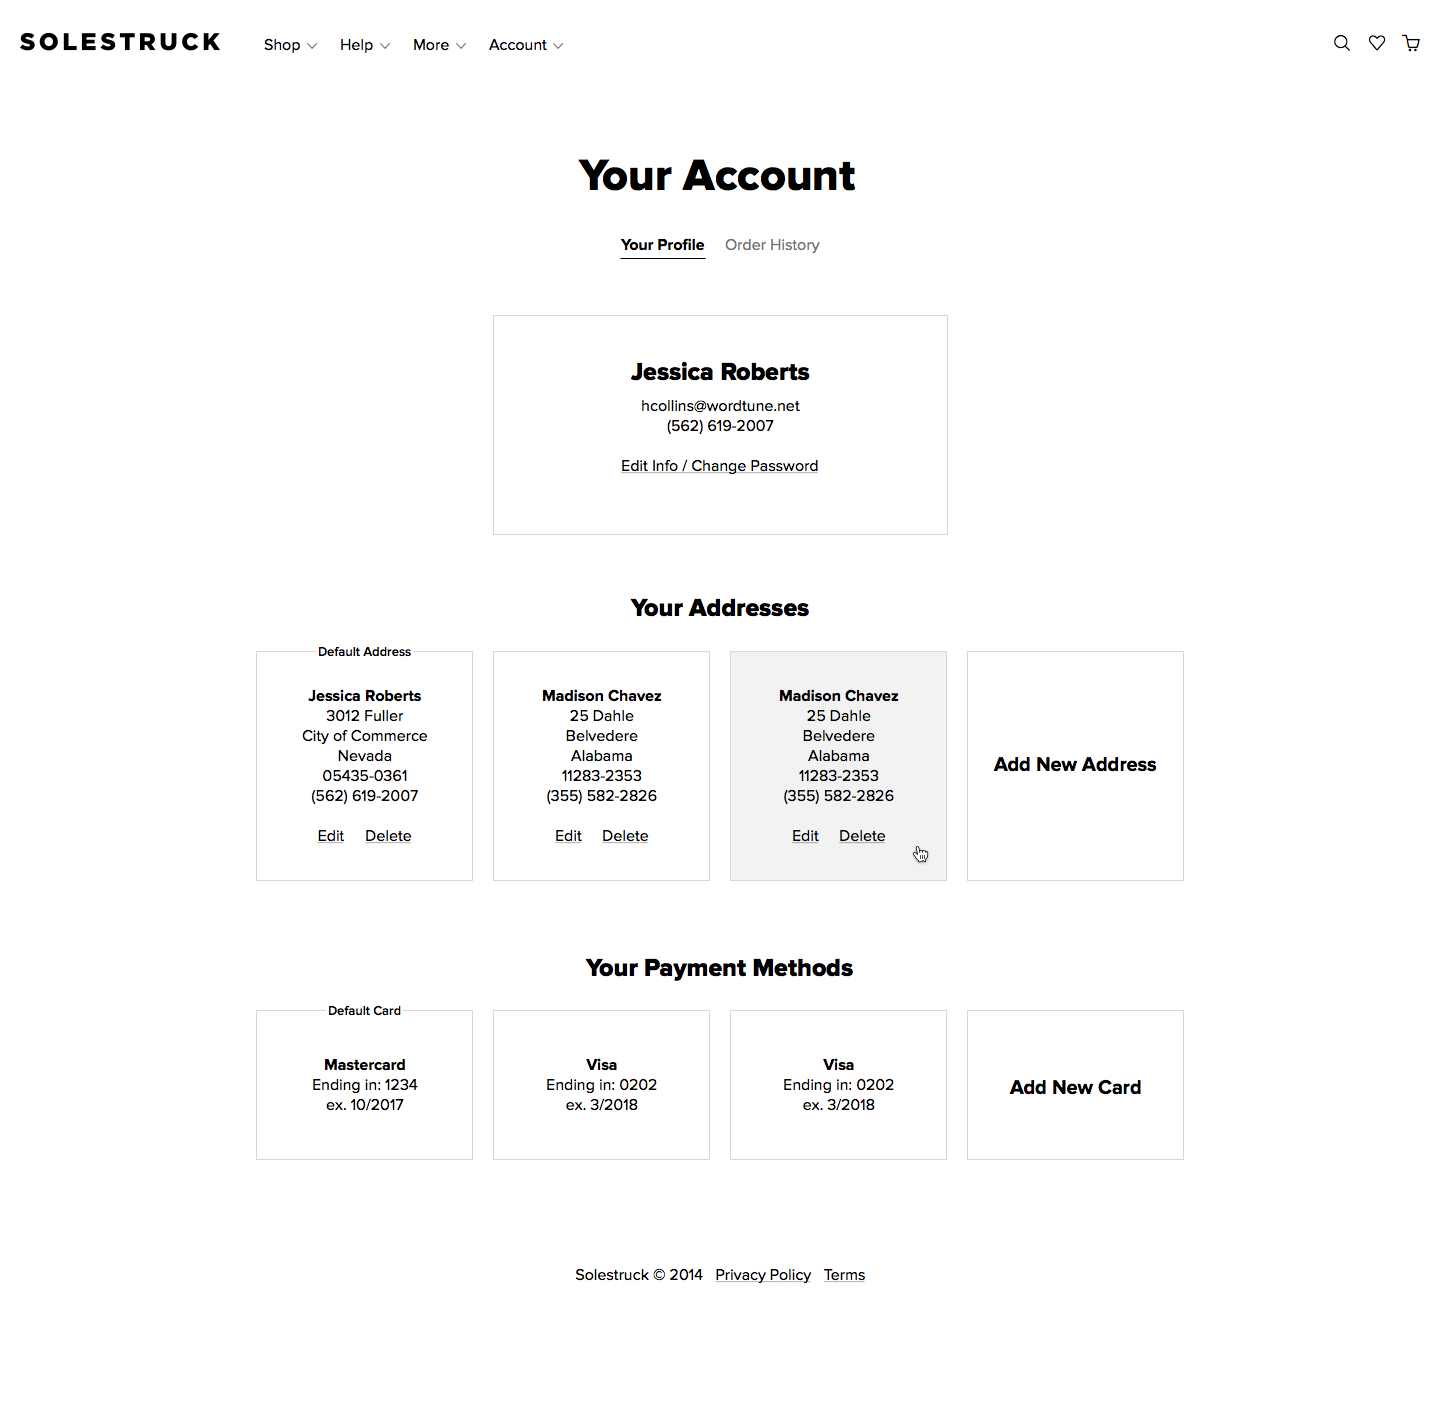 SOLESTRUCK Shop Help More Account
Your Account
Your Profile Order History
Jessica Roberts
hcollins@wordtune.net
(562) 619-2007
Edit Info / Change Password
Your Addresses
Default Address
Jessica Roberts
3012 Fuller
City of Commerce
Nevada
05435-0361
(562) 619-2007
Edit Delete
Madison Chavez
25 Dahle
Belvedere
Alabama
11283-2353
(355) 582-2826
Edit Delete
Madison Chavez
25 Dahle
Belvedere
Alabama
11283-2353
(355) 582-2826
Edit Delete
Add New Address
Your Payment Methods
Default Card
Mastercard
Ending in: 1234
ex. 10/2017
Visa
Ending in: 0202
ex. 3/2018
Visa
Ending in: 0202
ex. 3/2018
Add New Card
Solestruck © 2014 Privacy Policy Terms